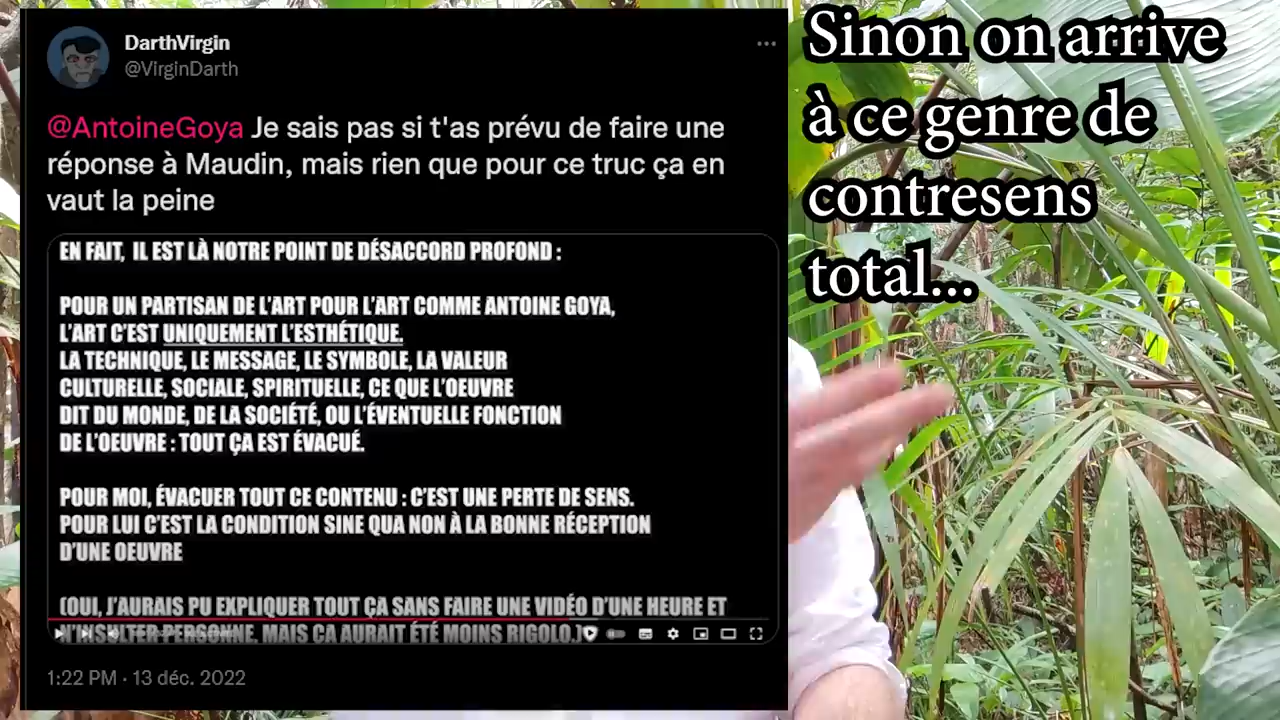 DarthVirgin
@VirginDarth
@AntoineGoya Je sais pas si t'as prévu de faire une
réponse à Maudin, mais rien que pour ce truc ça en
vaut la peine
EN FAIT, IL EST LÀ NOTRE POINT DE DÉSACCORD PROFOND :
POUR UN PARTISAN DE L'ART POUR L'ART COMME ANTOINE GOYA,
L'ART C'EST UNIQUEMENT L'ESTHÉTIQUE.
LA TECHNIQUE, LE MESSAGE, LE SYMBOLE, LA VALEUR
CULTURELLE, SOCIALE, SPIRITUELLE, CE QUE L'OEUVRE
DIT DU MONDE, DE LA SOCIÉTÉ, OU L'ÉVENTUELLE FONCTION
DE L'OEUVRE : TOUT ÇA EST ÉVACUÉ.
POUR MOI, ÉVACUER TOUT CE CONTENU : C'EST UNE PERTE DE SENS.
POUR LUI C'EST LA CONDITION SINE QUA NON À LA BONNE RÉCEPTION
D'UNE OEUVRE
(OUI, J'AURAIS PU EXPLIQUER TOUT ÇA SANS FAIRE UNE VIDÉO D'UNE HEURE ET
PERSONNE, MAIS ÇA AURAIT ÉTÉ MOINS RIGOLO.)
1:22 PM · 13 déc. 2022
Sinon on arrive
à ce genre de
contresens
total...